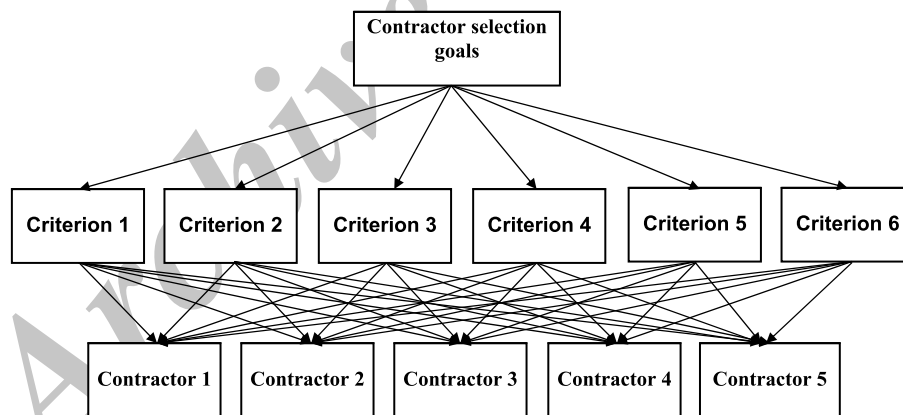 Contractor selection
goals
Criterion 1
Criterion 2
Criterion 3
Criterion 4
Criterion 5
Criterion 6
Contractor 1
Contractor 2
Contractor 3
Contractor 4
Contractor 5